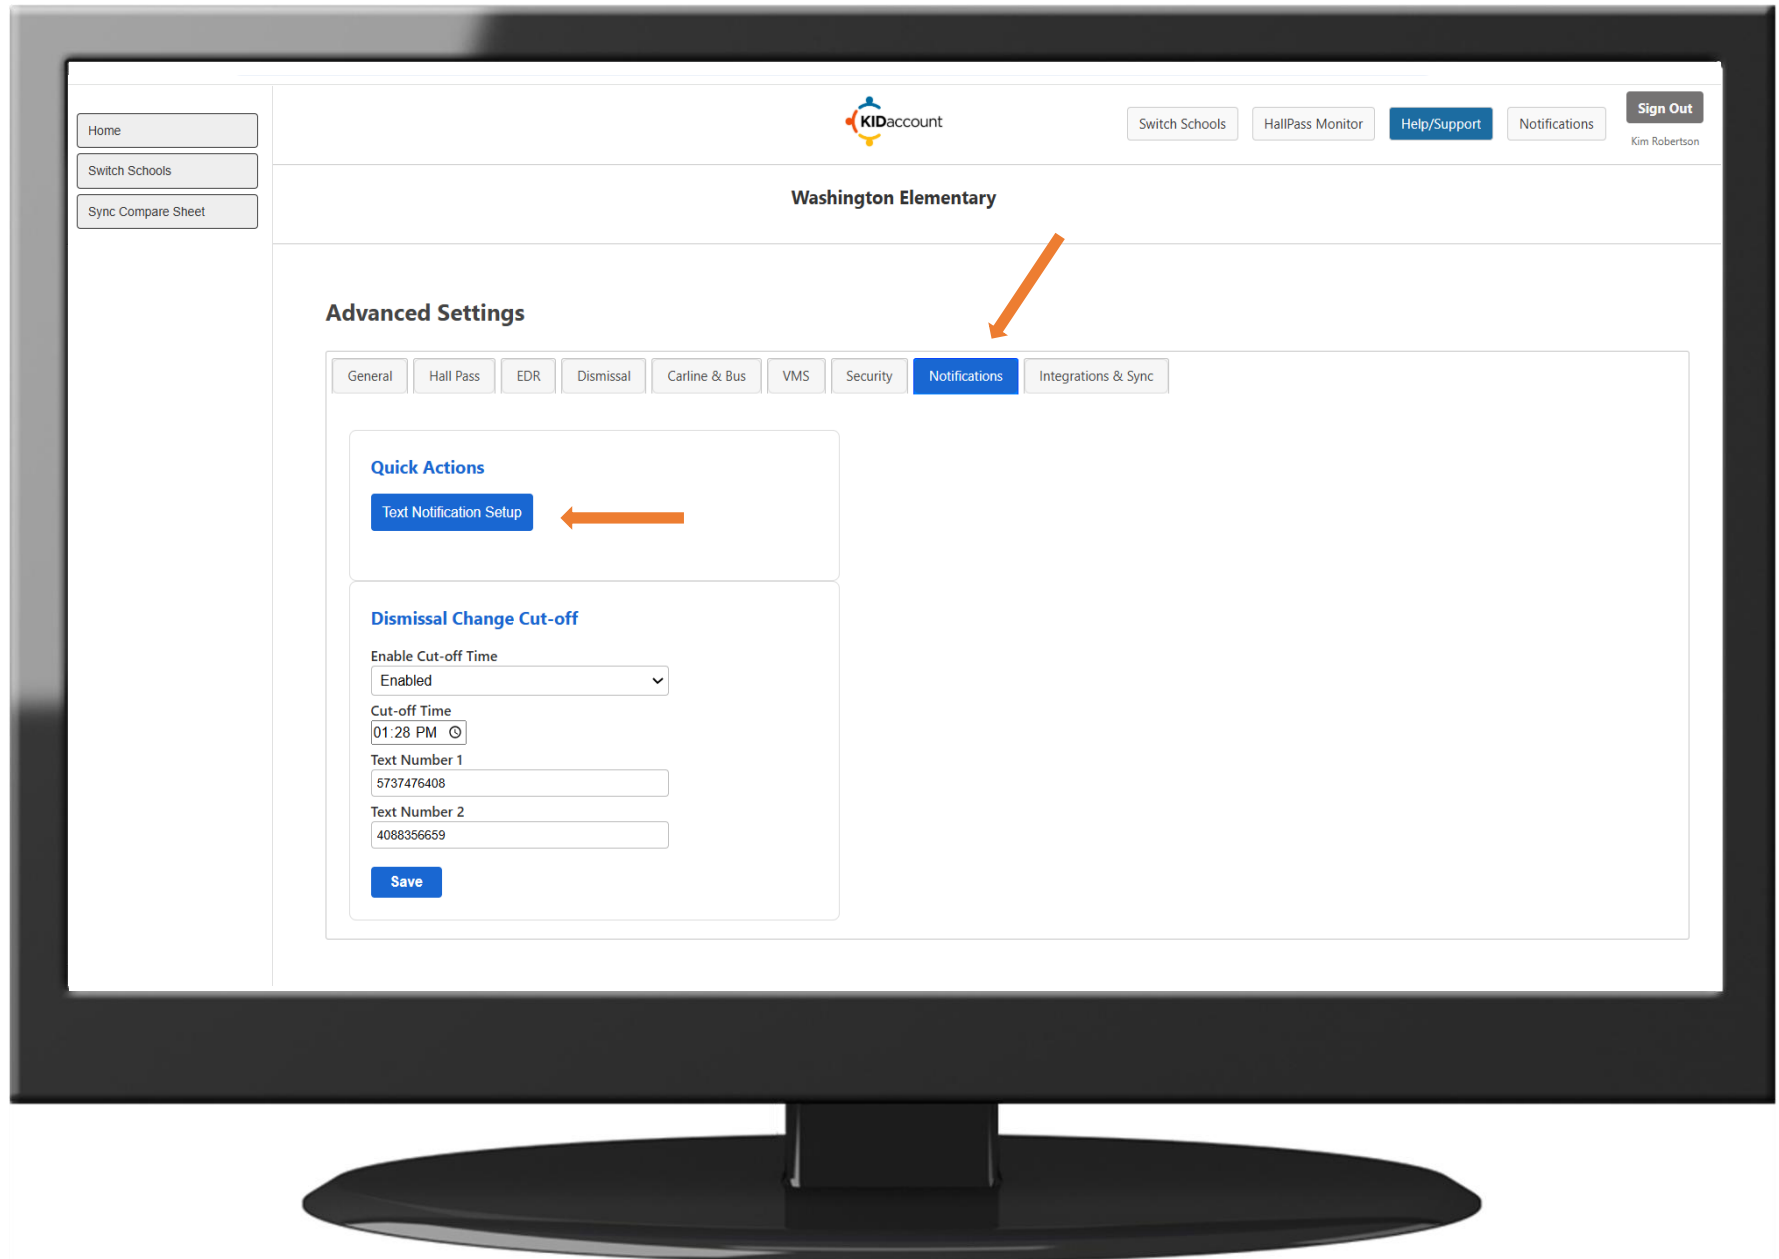 Home
Switch Schools
Sync Compare Sheet
KIDaccount
Switch Schools
HallPass Monitor
Help/Support
Notifications
Sign Out
Kim Robertson
Washington Elementary
Advanced Settings
General
Hall Pass
EDR
Dismissal
Carline & Bus
VMS
Security
Notifications
Integrations & Sync
Quick Actions
Text Notification Setup
Dismissal Change Cut-off
Enable Cut-off Time
Enabled
Cut-off Time
01:28 PM
Text Number 1
5737476408
Text Number 2
4088356659
Save